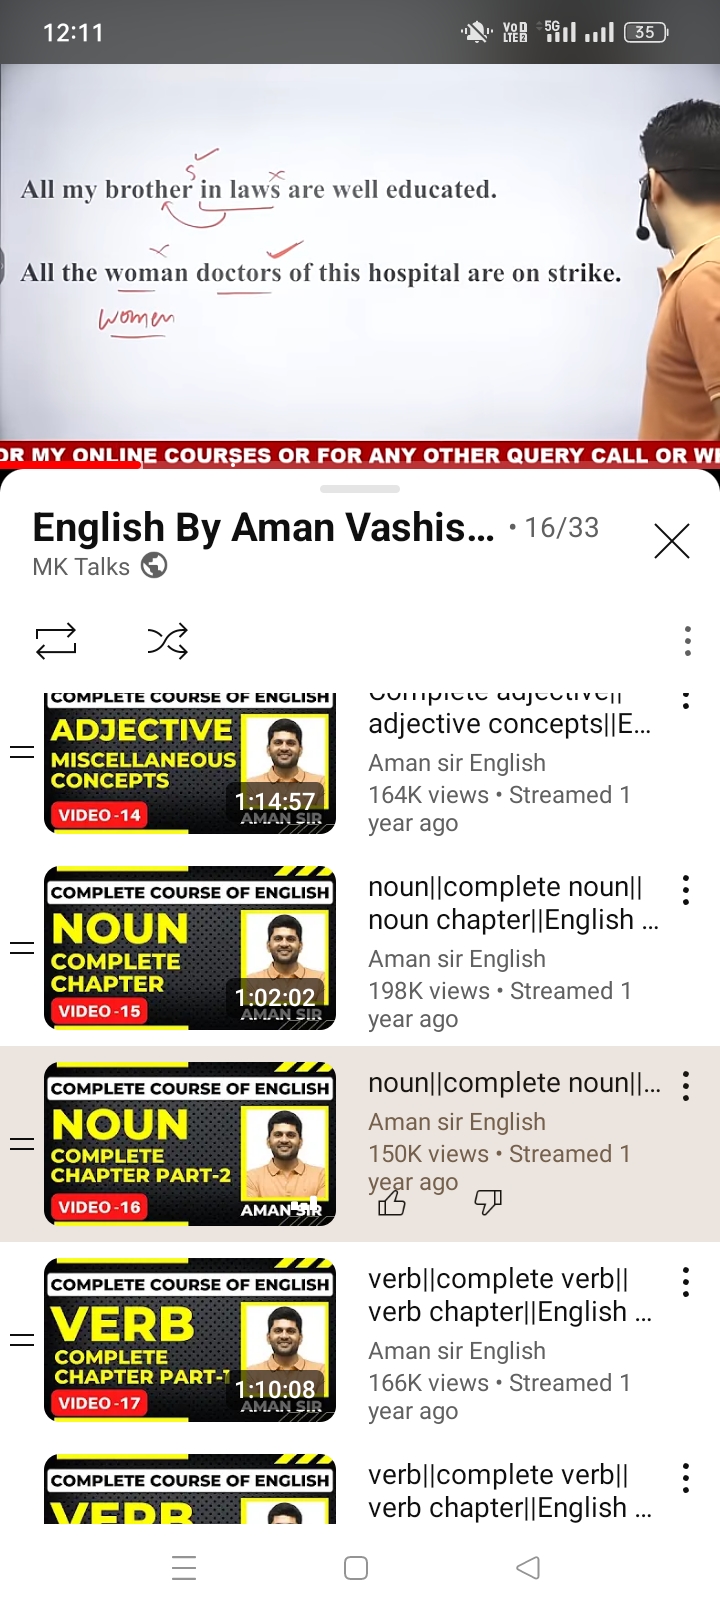 12:11
VoD
LTE2
5G
35
s
All my brother in laws are well educated.
All the woman doctors of this hospital are on strike.
women
OR MY ONLINE COURSES OR FOR ANY OTHER QUERY CALL OR W
English By Aman Vashis... • 16/33
MK Talks
COMPLETE COURSE OF ENGLISH
ADJECTIVE
MISCELLANEOUS
CONCEPTS
VIDEO -14
1:14:57
AMAN SIR
Complete adjective||
adjective concepts||E...
Aman sir English
164K views • Streamed 1
year ago
COMPLETE COURSE OF ENGLISH
NOUN
COMPLETE
CHAPTER
VIDEO -15
1:02:02
AMAN SIR
noun||complete noun||
noun chapter||English ...
Aman sir English
198K views • Streamed 1
year ago
COMPLETE COURSE OF ENGLISH
NOUN
COMPLETE
CHAPTER PART-2
VIDEO -16
AMAN SIR
noun||complete noun||...
Aman sir English
150K views • Streamed 1
year ago
COMPLETE COURSE OF ENGLISH
VERB
COMPLETE
CHAPTER PART-1
VIDEO -17
1:10:08
AMAN SIR
verb||complete verb||
verb chapter||English ...
Aman sir English
166K views • Streamed 1
year ago
COMPLETE COURSE OF ENGLISH
VERB
verb||complete verb||
verb chapter||English ...